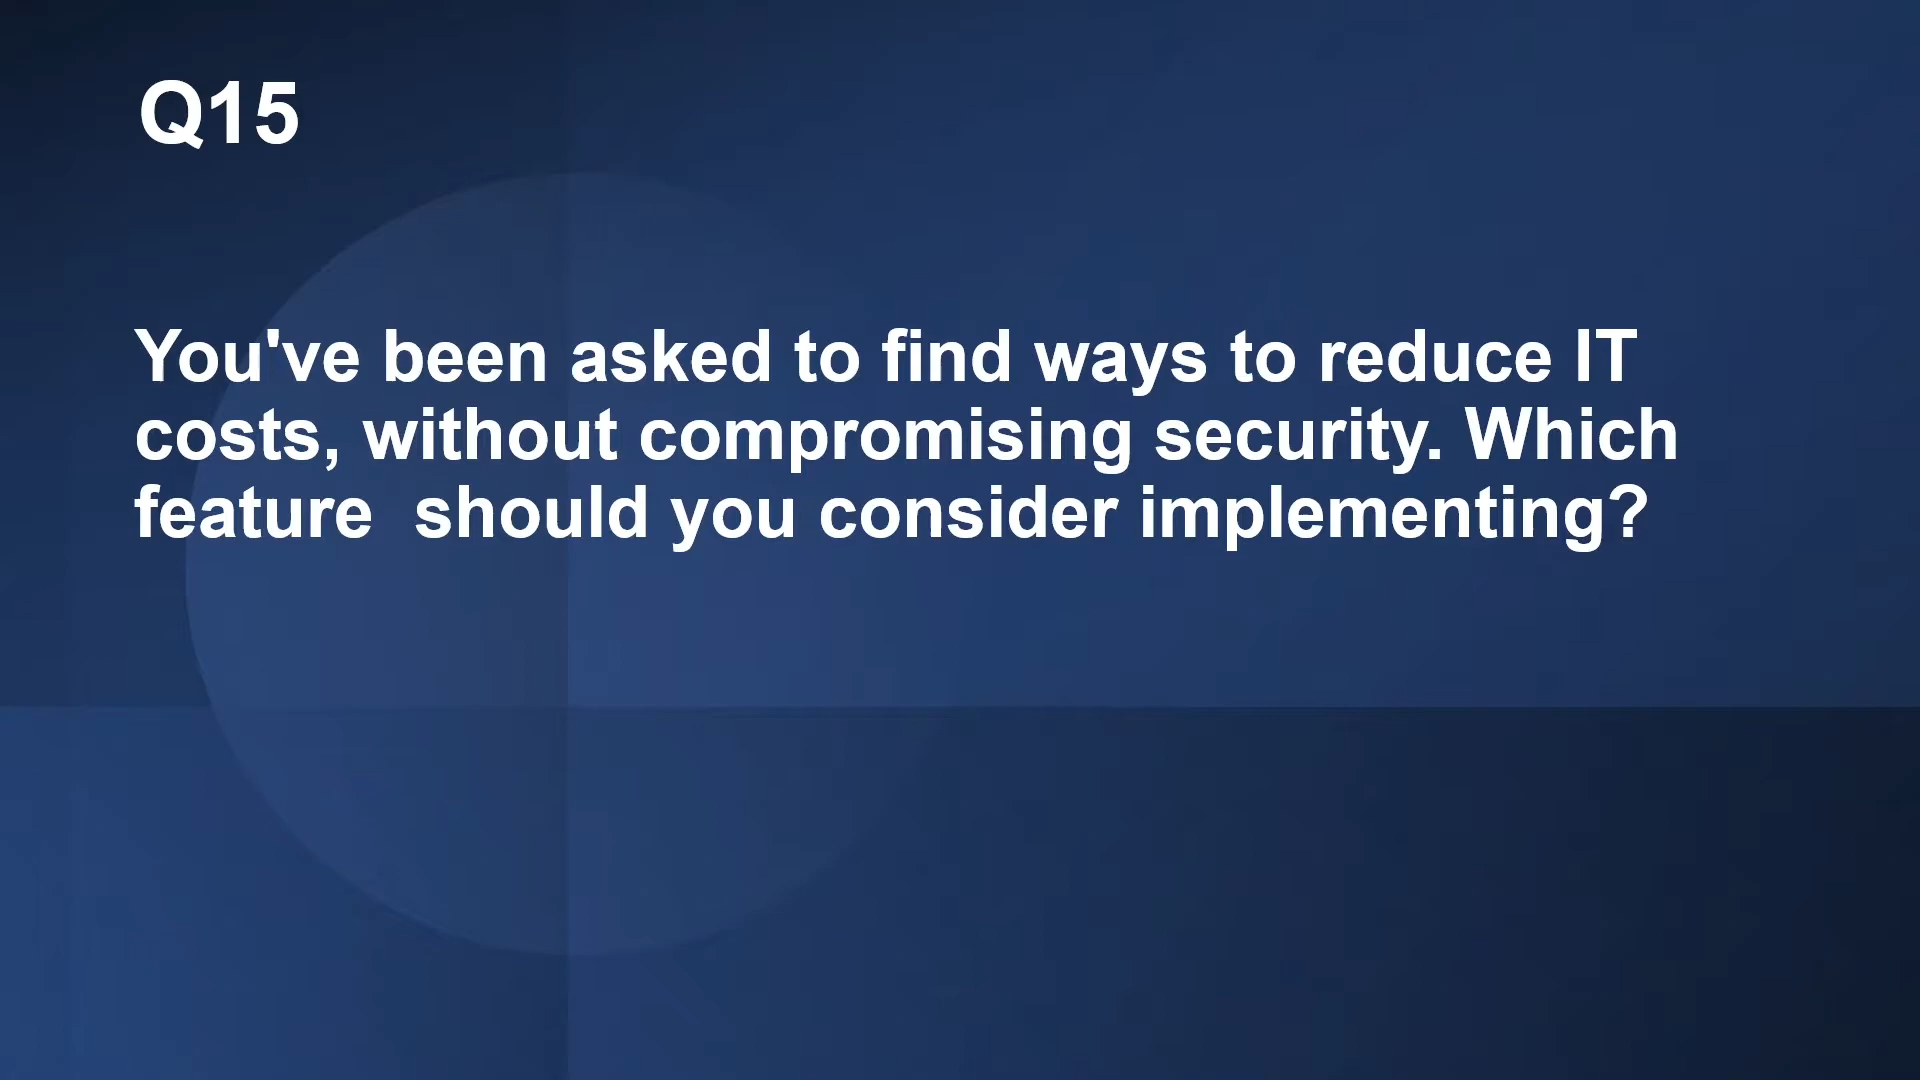 Q15
You've been asked to find ways to reduce IT
costs, without compromising security. Which
feature  should you consider implementing?